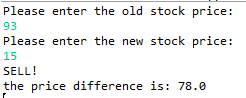 Please enter the old stock price:
93
Please enter the new stock price:
15
SELL!
the price difference is: 78.0